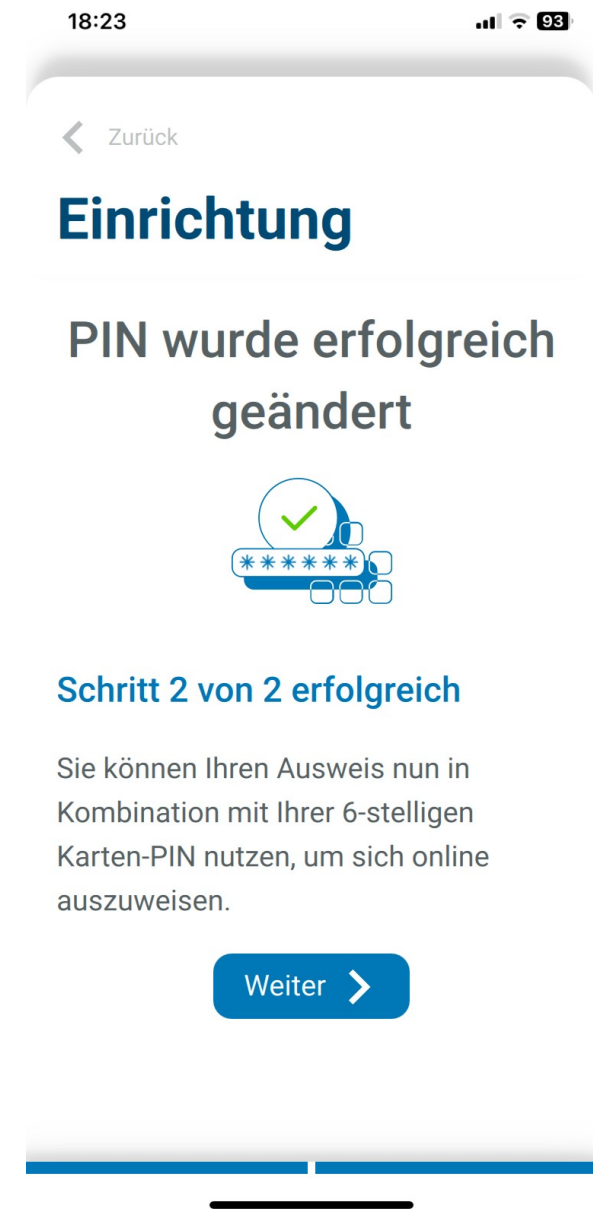 18:23
93
Zurück
Einrichtung
PIN wurde erfolgreich
geändert
******
Schritt 2 von 2 erfolgreich
Sie können Ihren Ausweis nun in
Kombination mit Ihrer 6-stelligen
Karten-PIN nutzen, um sich online
auszuweisen.
Weiter